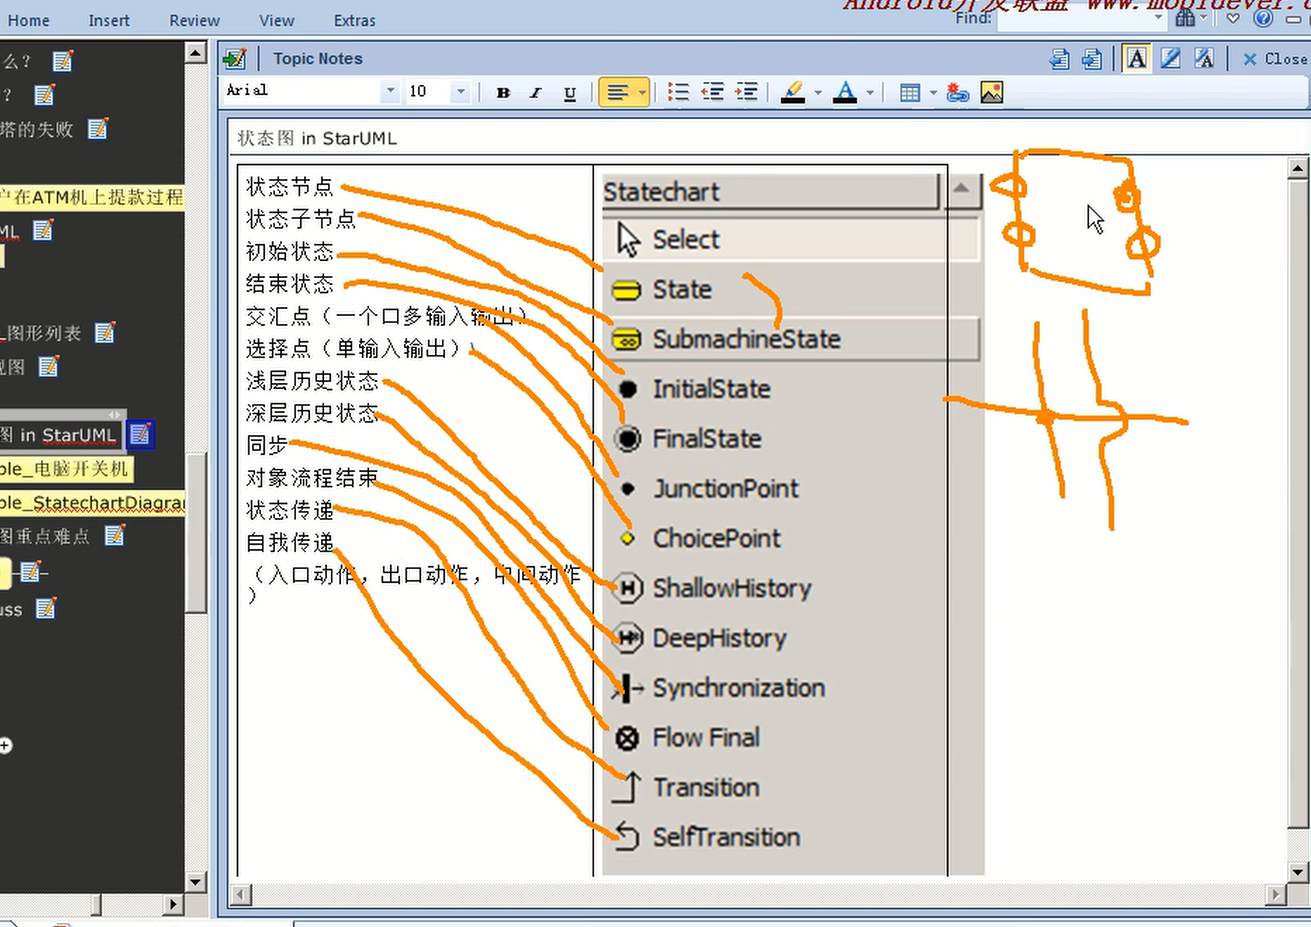 Android开发联盟 www.mobidever.c
Home Insert Review View Extras Find:
Topic Notes Close
Arial 10 B I U A A A
么？
？
塔的失败
户在ATM机上提款过程
ML
_图形列表
视图
图 in StarUML
ple_电脑开关机
ple_StatechartDiagra
图重点难点
uss
状态图 in StarUML
状态节点
状态子节点
初始状态
结束状态
交汇点（一个口多输入输出）
选择点（单输入输出）
浅层历史状态
深层历史状态
同步
对象流程结束
状态传递
自我传递
（入口动作，出口动作，中间动作
）
Statechart
Select
State
SubmachineState
InitialState
FinalState
JunctionPoint
ChoicePoint
ShallowHistory
DeepHistory
Synchronization
Flow Final
Transition
SelfTransition